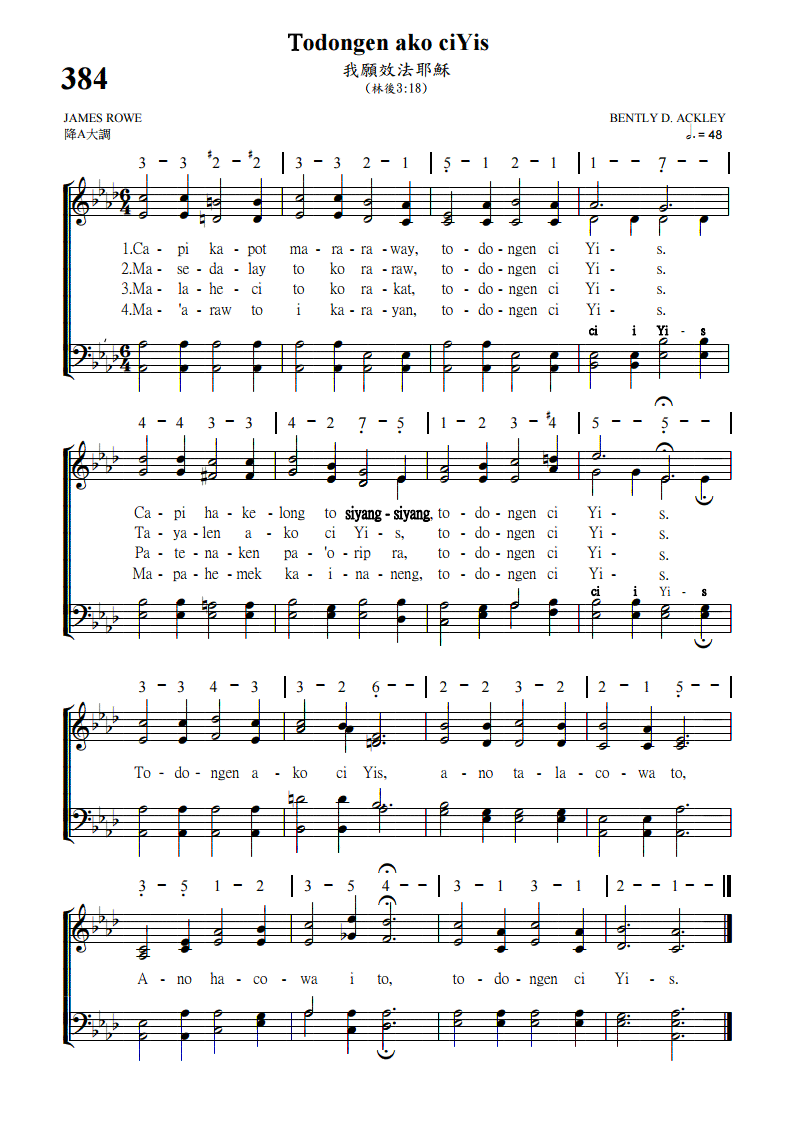 Todongen ako ciYis
384
我願效法耶穌
(林後3:18)
JAMES ROWE
BENTLY D. ACKLEY
降A大調
𝅗𝅥. = 48
3 – 3 #2 – #2 | 3 – 3 2 – 1 | 5̣ – 1 2 – 1 | 1 – – 7̣ – – |
6/4
1.Ca - pi ka - pot ma - ra - ra - way, to - do - ngen ci Yi - s.
2.Ma - se - da - lay to ko ra - raw, to - do - ngen ci Yi - s.
3.Ma - la - he - ci to ko ra - kat, to - do - ngen ci Yi - s.
4.Ma - 'a - raw to i ka - ra - yan, to - do - ngen ci Yi - s.
ci i Yi - s
6/4
4 – 4 3 – 3 | 4 – 2 7̣ – 5̣ | 1 – 2 3 – #4 | 5 – – 5̣ – – |
Ca - pi ha - ke - long to siyang - siyang, to - do - ngen ci Yi - s.
Ta - ya - len a - ko ci Yi - s, to - do - ngen ci Yi - s.
Pa - te - na - ken pa - 'o - rip ra, to - do - ngen ci Yi - s.
Ma - pa - he - mek ka - i - na - neng, to - do - ngen ci Yi - s.
ci i Yi - s
3 – 3 4 – 3 | 3 – 2 6̣ – – | 2 – 2 3 – 2 | 2 – 1 5̣ – – |
To - do - ngen a - ko ci Yis, a - no ta - la - co - wa to,
3̣ – 5̣ 1 – 2 | 3 – 5 4 – – | 3 – 1 3 – 1 | 2 – – 1 – – ‖
A - no ha - co - wa i to, to - do - ngen ci Yi - s.